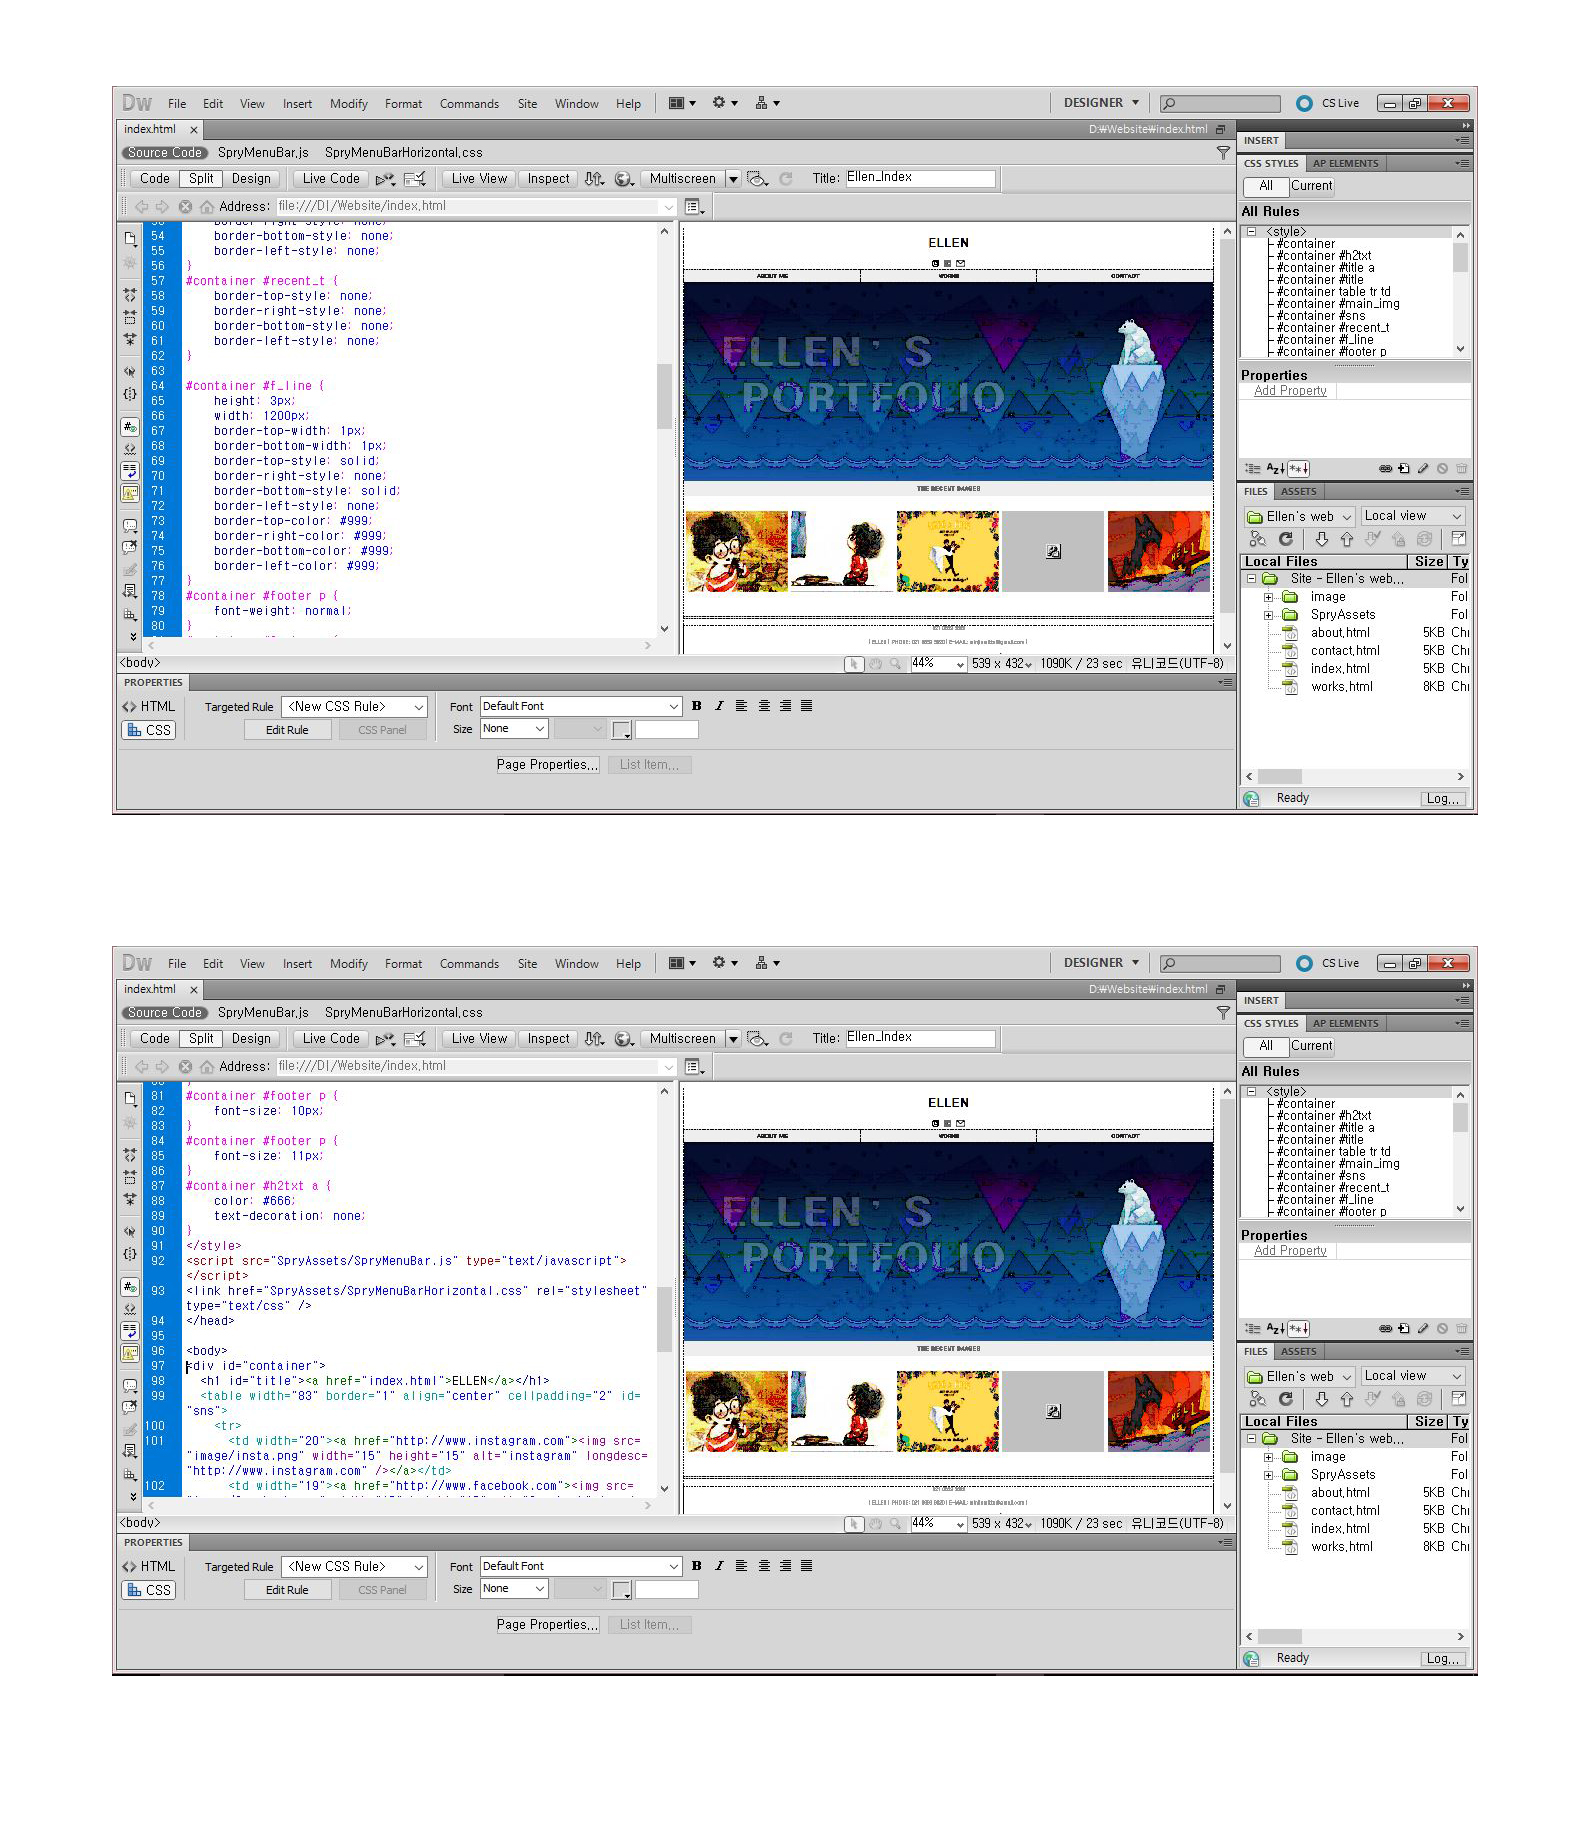 Dw File Edit View Insert Modify Format Commands Site Window Help DESIGNER CS Live
index.html x D:₩Website₩index.html
Source Code SpryMenuBar.js SpryMenuBarHorizontal.css
Code Split Design Live Code Live View Inspect Multiscreen Title: Ellen_Index
Address: file:///D|/Website/index.html
54 border-bottom-style: none;
55 border-left-style: none;
56 }
57 #container #recent_t {
58 border-top-style: none;
59 border-right-style: none;
60 border-bottom-style: none;
61 border-left-style: none;
62 }
63
64 #container #f_line {
65 height: 3px;
66 width: 1200px;
67 border-top-width: 1px;
68 border-bottom-width: 1px;
69 border-top-style: solid;
70 border-right-style: none;
71 border-bottom-style: solid;
72 border-left-style: none;
73 border-top-color: #999;
74 border-right-color: #999;
75 border-bottom-color: #999;
76 border-left-color: #999;
77 }
78 #container #footer p {
79 font-weight: normal;
80 }
ELLEN
ABOUT ME WORKS CONTACT
ELLEN'S
PORTFOLIO
THE RECENT IMAGES
HELL
<body> 44% 539 x 432 1090K / 23 sec 유니코드(UTF-8)
PROPERTIES
<> HTML Targeted Rule <New CSS Rule> Font Default Font B I
CSS Edit Rule CSS Panel Size None
Page Properties... List Item...
INSERT
CSS STYLES AP ELEMENTS
All Current
All Rules
<style>
#container
#container #h2txt
#container #title a
#container #title
#container table tr td
#container #main_img
#container #sns
#container #recent_t
#container #f_line
#container #footer p
Properties
Add Property
FILES ASSETS
Ellen's web Local view
Local Files Size Ty
Site - Ellen's web... Fol
image Fol
SpryAssets Fol
about.html 5KB Chr
contact.html 5KB Chr
index.html 5KB Chr
works.html 8KB Chr
Ready Log...
Dw File Edit View Insert Modify Format Commands Site Window Help DESIGNER CS Live
index.html x D:₩Website₩index.html
Source Code SpryMenuBar.js SpryMenuBarHorizontal.css
Code Split Design Live Code Live View Inspect Multiscreen Title: Ellen_Index
Address: file:///D|/Website/index.html
81 #container #footer p {
82 font-size: 10px;
83 }
84 #container #footer p {
85 font-size: 11px;
86 }
87 #container #h2txt a {
88 color: #666;
89 text-decoration: none;
90 }
91 </style>
92 <script src="SpryAssets/SpryMenuBar.js" type="text/javascript">
</script>
93 <link href="SpryAssets/SpryMenuBarHorizontal.css" rel="stylesheet"
type="text/css" />
94 </head>
95
96 <body>
97 <div id="container">
98 <h1 id="title"><a href="index.html">ELLEN</a></h1>
99 <table width="83" border="1" align="center" cellpadding="2" id=
"sns">
100 <tr>
101 <td width="20"><a href="http://www.instagram.com"><img src=
"image/insta.png" width="15" height="15" alt="instagram" longdesc=
"http://www.instagram.com" /></a></td>
102 <td width="19"><a href="http://www.facebook.com"><img src=
ELLEN
ABOUT ME WORKS CONTACT
ELLEN'S
PORTFOLIO
THE RECENT IMAGES
HELL
<body> 44% 539 x 432 1090K / 23 sec 유니코드(UTF-8)
PROPERTIES
<> HTML Targeted Rule <New CSS Rule> Font Default Font B I
CSS Edit Rule CSS Panel Size None
Page Properties... List Item...
INSERT
CSS STYLES AP ELEMENTS
All Current
All Rules
<style>
#container
#container #h2txt
#container #title a
#container #title
#container table tr td
#container #main_img
#container #sns
#container #recent_t
#container #f_line
#container #footer p
Properties
Add Property
FILES ASSETS
Ellen's web Local view
Local Files Size Ty
Site - Ellen's web... Fol
image Fol
SpryAssets Fol
about.html 5KB Chr
contact.html 5KB Chr
index.html 5KB Chr
works.html 8KB Chr
Ready Log...